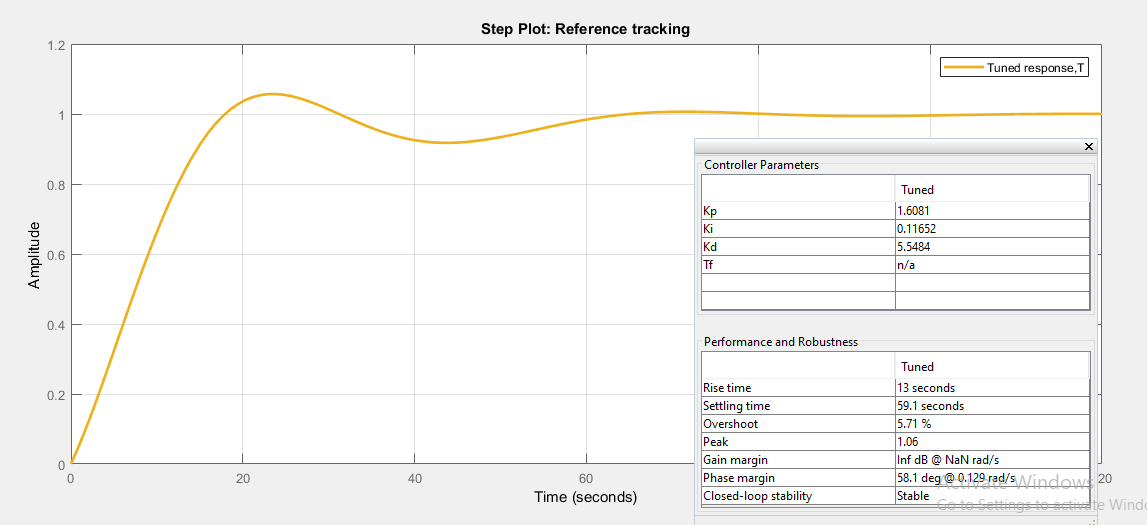 Step Plot: Reference tracking
1.2
1
0.8
0.6
0.4
0.2
0
Amplitude
0
20
40
60
20
Time (seconds)
Tuned response,T
Controller Parameters
Tuned
Kp 1.6081
Ki 0.11652
Kd 5.5484
Tf n/a
Performance and Robustness
Tuned
Rise time 13 seconds
Settling time 59.1 seconds
Overshoot 5.71 %
Peak 1.06
Gain margin Inf dB @ NaN rad/s
Phase margin 58.1 deg @ 0.129 rad/s
Closed-loop stability Stable
Activate Windows
Go to Settings to activate Wind